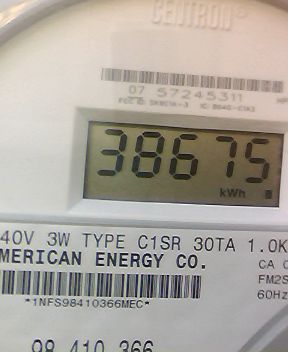 CENTRON®
07 57245311
38675
kWh
40V 3W TYPE C1SR 30TA 1.0K
MERICAN ENERGY CO.
CA 0
FM2S
60Hz
*1NFS98410366MEC*
98 410 366